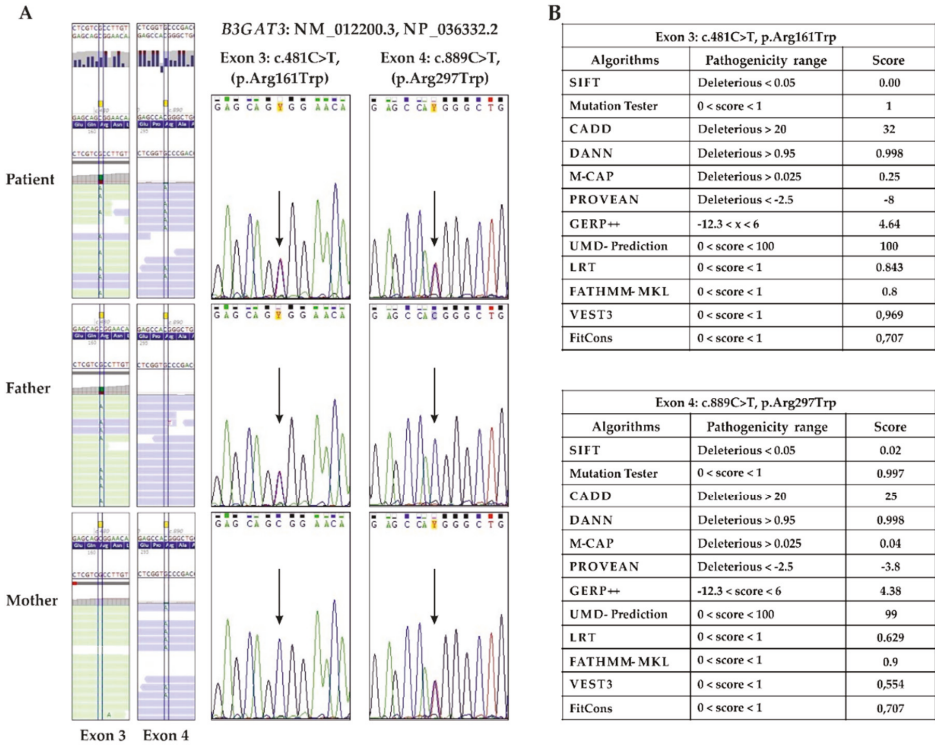 A
B3GAT3: NM_012200.3, NP_036332.2
Exon 3: c.481C>T,
(p.Arg161Trp)
Exon 4: c.889C>T,
(p.Arg297Trp)
Patient
G A G C A G Y G G A A C A
G A G C C A Y G G G C T G
Father
G A G C A G Y G G A A C A
G A G C C A C G G G C T G
Mother
G A G C A G C G G A A C A
G A G C C A Y G G G C T G
Exon 3 Exon 4
B
Exon 3: c.481C>T, p.Arg161Trp
Algorithms Pathogenicity range Score
SIFT Deleterious < 0.05 0.00
Mutation Tester 0 < score < 1 1
CADD Deleterious > 20 32
DANN Deleterious > 0.95 0.998
M-CAP Deleterious > 0.025 0.25
PROVEAN Deleterious < -2.5 -8
GERP++ -12.3 < x < 6 4.64
UMD- Prediction 0 < score < 100 100
LRT 0 < score < 1 0.843
FATHMM- MKL 0 < score < 1 0.8
VEST3 0 < score < 1 0,969
FitCons 0 < score < 1 0,707
Exon 4: c.889C>T, p.Arg297Trp
Algorithms Pathogenicity range Score
SIFT Deleterious < 0.05 0.02
Mutation Tester 0 < score < 1 0.997
CADD Deleterious > 20 25
DANN Deleterious > 0.95 0.998
M-CAP Deleterious > 0.025 0.04
PROVEAN Deleterious < -2.5 -3.8
GERP++ -12.3 < score < 6 4.38
UMD- Prediction 0 < score < 100 99
LRT 0 < score < 1 0.629
FATHMM- MKL 0 < score < 1 0.9
VEST3 0 < score < 1 0,554
FitCons 0 < score < 1 0,707